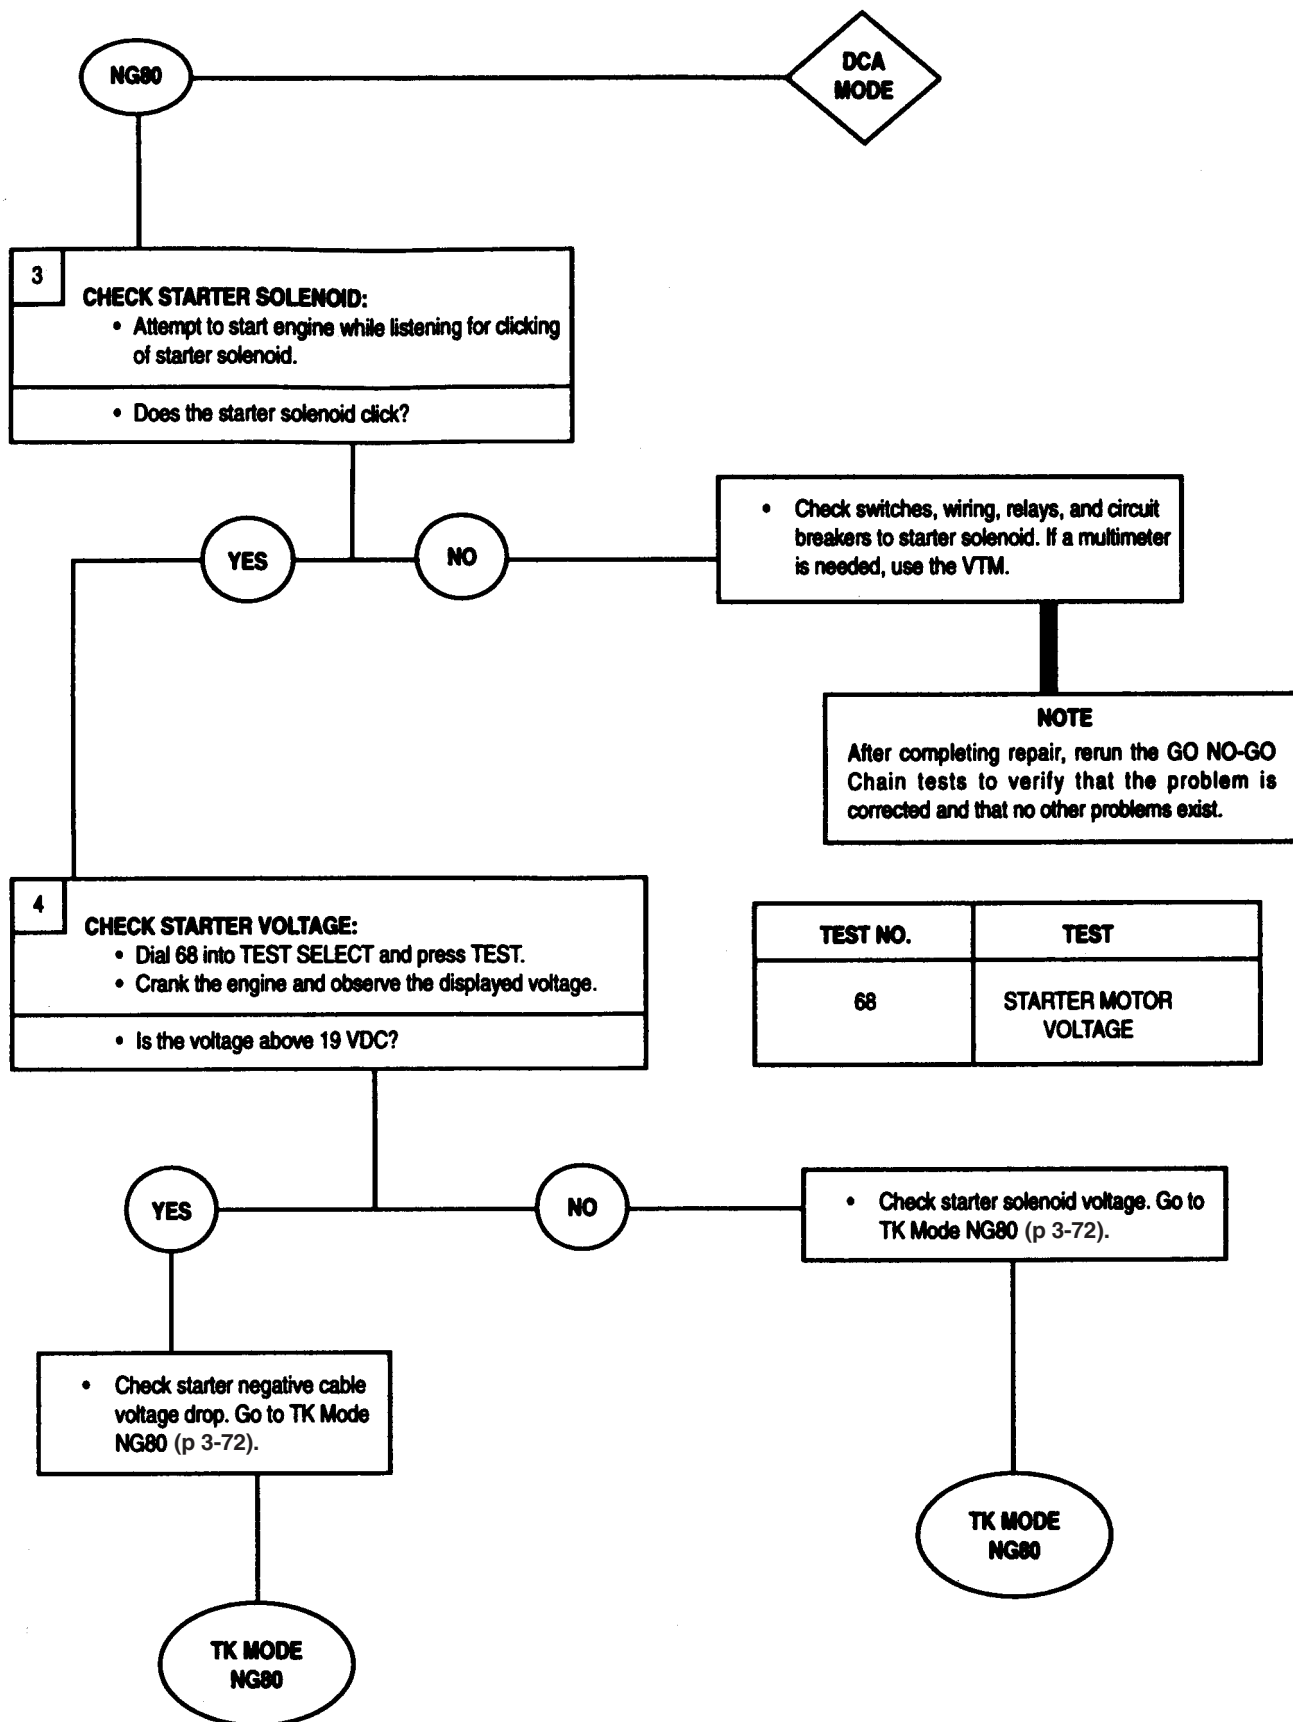 NG80
DCA
MODE
3
CHECK STARTER SOLENOID:
• Attempt to start engine while listening for clicking
of starter solenoid.
• Does the starter solenoid click?
YES
NO
• Check switches, wiring, relays, and circuit
breakers to starter solenoid. If a multimeter
is needed, use the VTM.
NOTE
After completing repair, rerun the GO NO-GO
Chain tests to verify that the problem is
corrected and that no other problems exist.
4
CHECK STARTER VOLTAGE:
• Dial 68 into TEST SELECT and press TEST.
• Crank the engine and observe the displayed voltage.
• Is the voltage above 19 VDC?
TEST NO.
TEST
68
STARTER MOTOR
VOLTAGE
YES
NO
• Check starter solenoid voltage. Go to
TK Mode NG80 (p 3-72).
• Check starter negative cable
voltage drop. Go to TK Mode
NG80 (p 3-72).
TK MODE
NG80
TK MODE
NG80